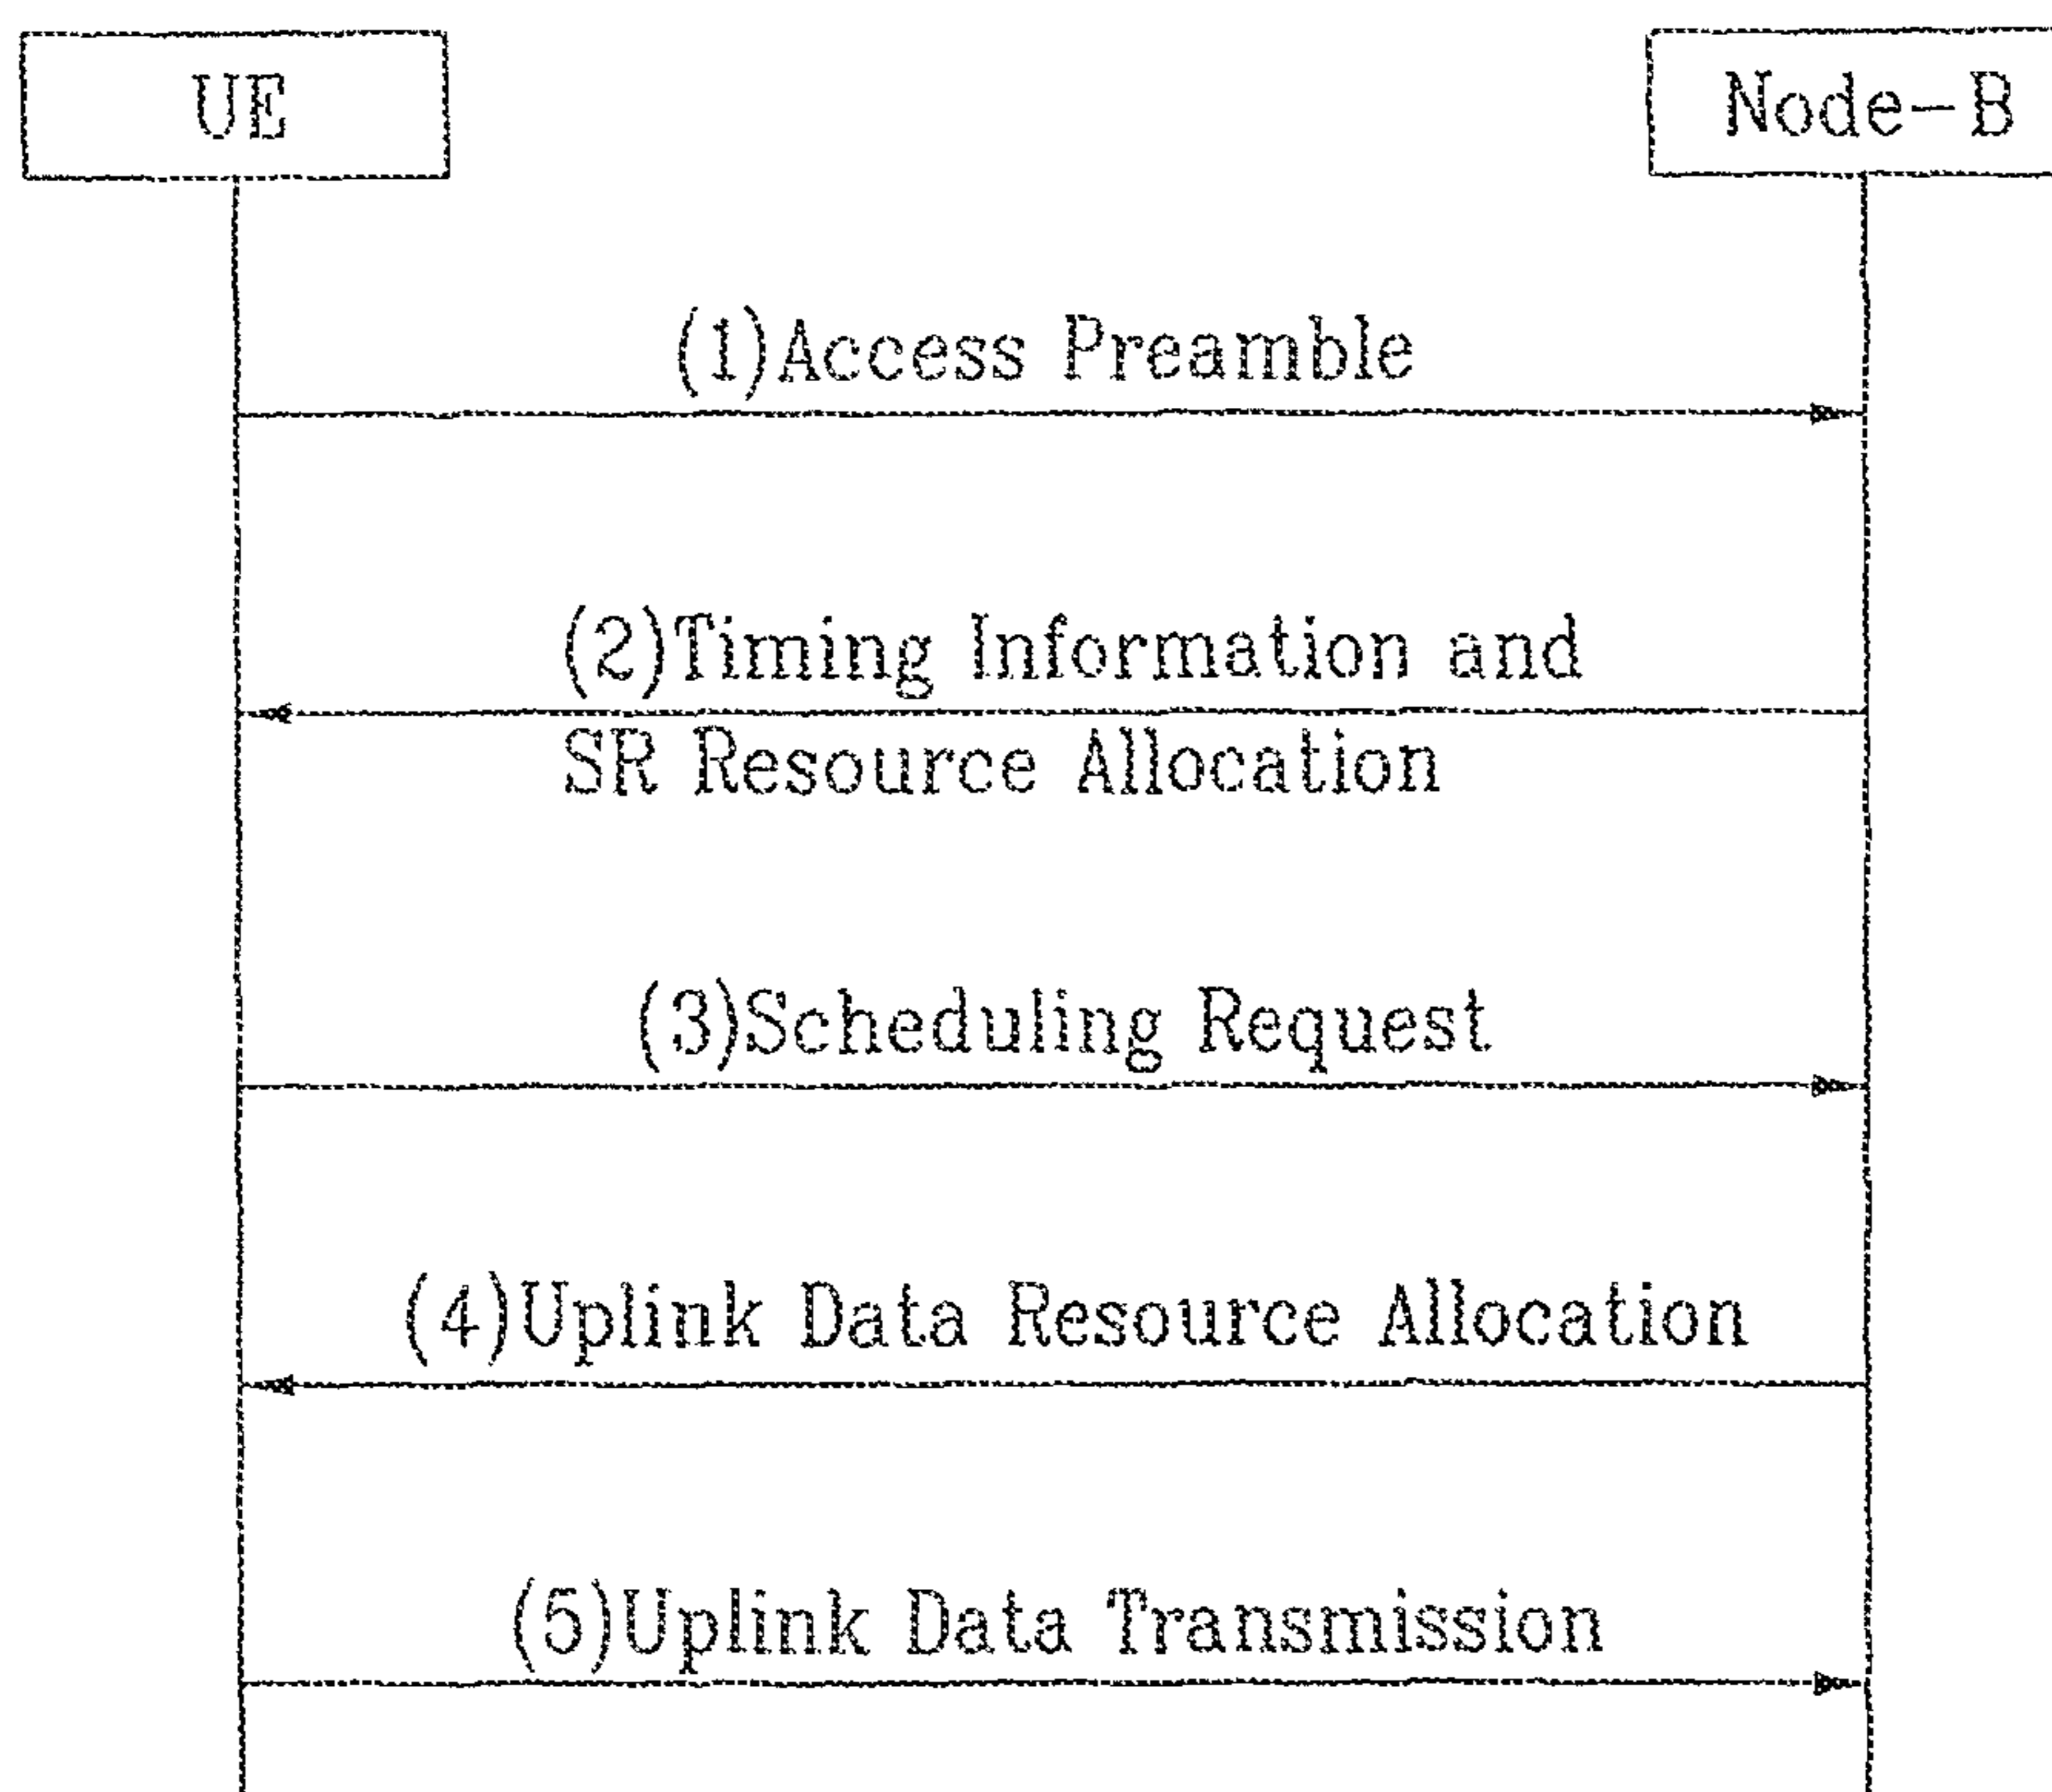 UE
Node-B
(1)Access Preamble
(2)Timing Information and
SR Resource Allocation
(3)Scheduling Request
(4)Uplink Data Resource Allocation
(5)Uplink Data Transmission